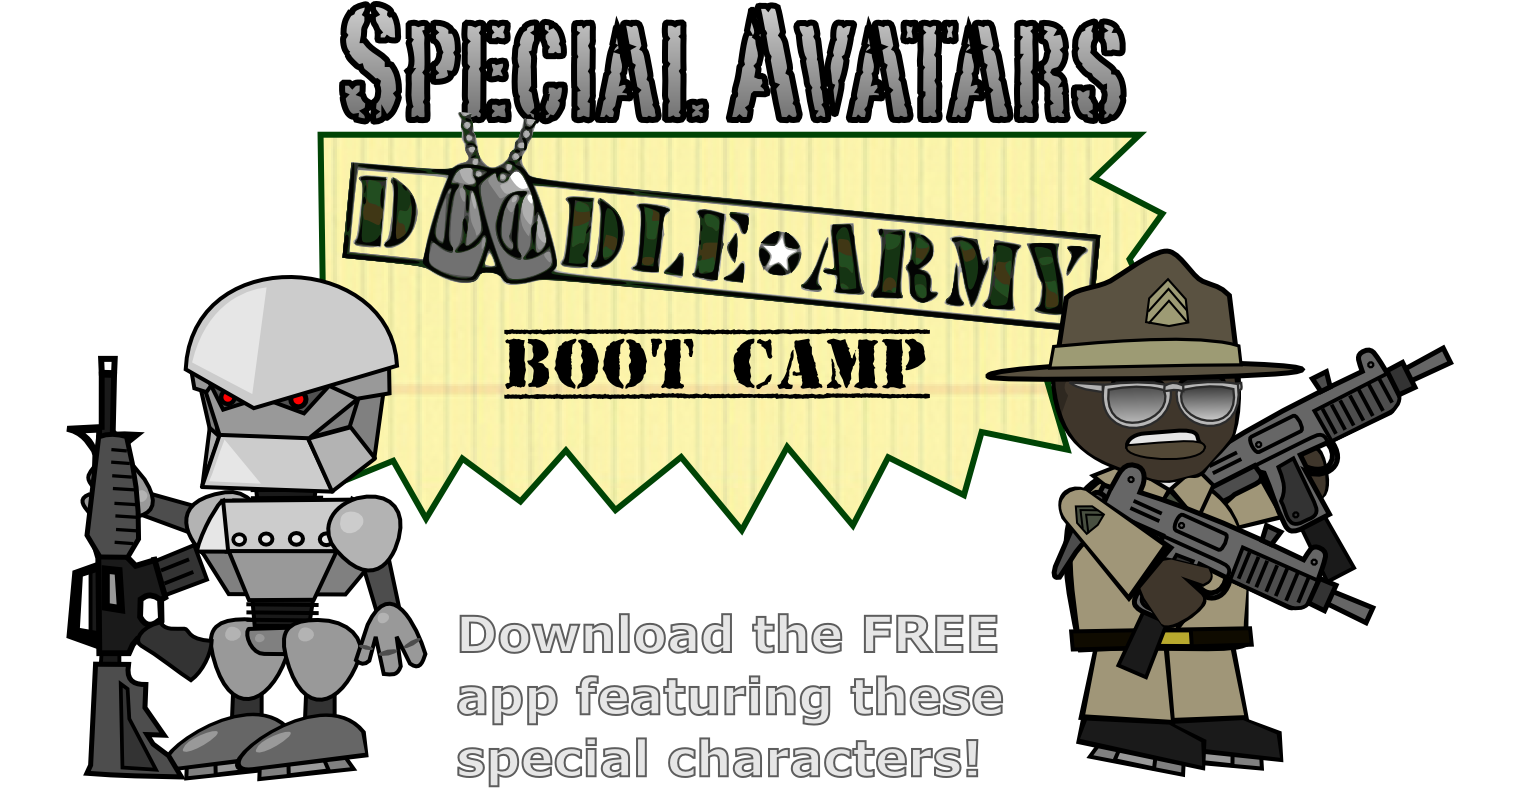 SPECIAL AVATARS
DOODLE ARMY
BOOT CAMP
Download the FREE
app featuring these
special characters!